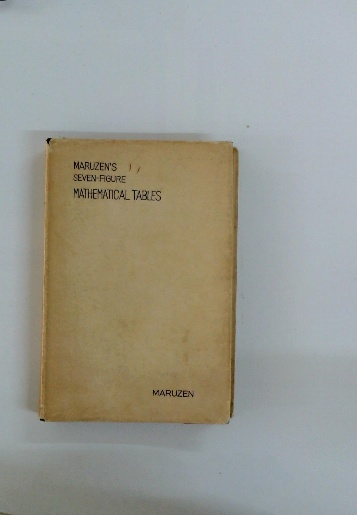 MARUZEN'S
SEVEN-FIGURE
MATHEMATICAL TABLES
MARUZEN